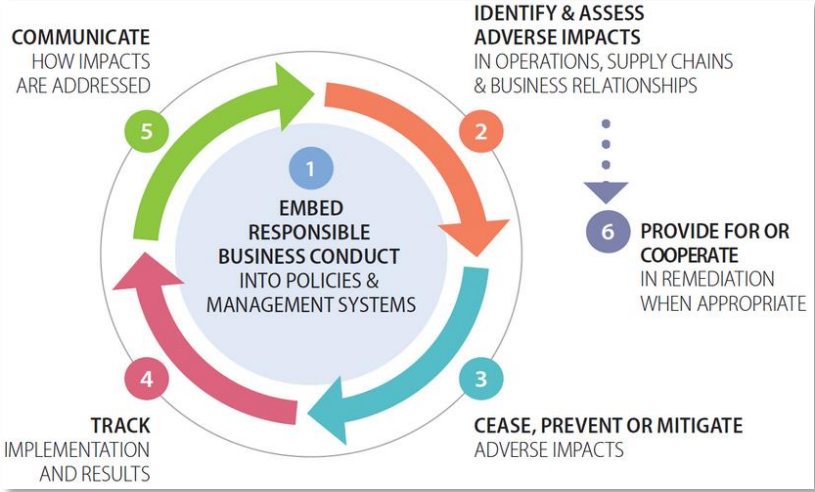 COMMUNICATE
HOW IMPACTS
ARE ADDRESSED
5
IDENTIFY & ASSESS
ADVERSE IMPACTS
IN OPERATIONS, SUPPLY CHAINS
& BUSINESS RELATIONSHIPS
2
1
EMBED
RESPONSIBLE
BUSINESS CONDUCT
INTO POLICIES &
MANAGEMENT SYSTEMS
6
PROVIDE FOR OR
COOPERATE
IN REMEDIATION
WHEN APPROPRIATE
4
TRACK
IMPLEMENTATION
AND RESULTS
3
CEASE, PREVENT OR MITIGATE
ADVERSE IMPACTS